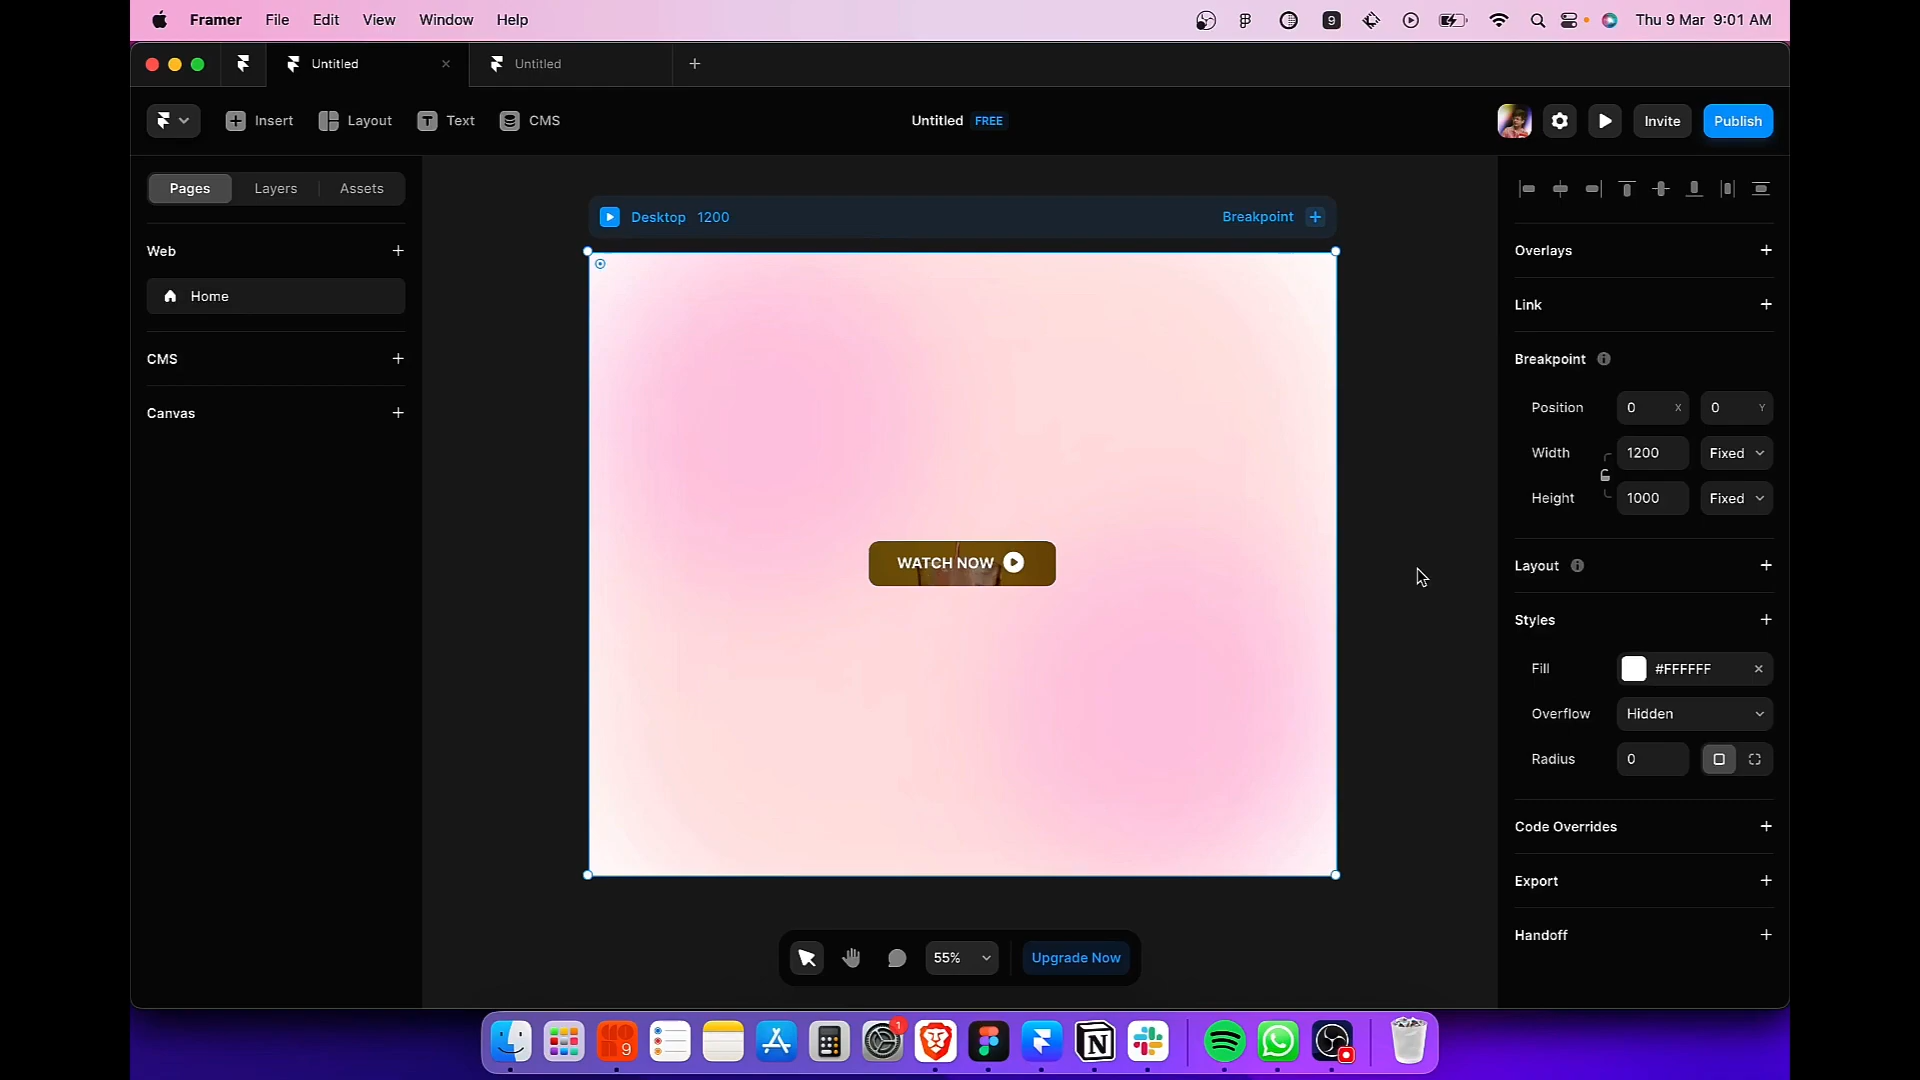 Framer File Edit View Window Help 9 Thu 9 Mar 9:01 AM
Untitled × Untitled +
Insert Layout Text CMS Untitled FREE Invite Publish
Pages Layers Assets
Web
Home
CMS
Canvas
Desktop 1200 Breakpoint
WATCH NOW
Overlays
Link
Breakpoint
Position 0 X 0 Y
Width 1200 Fixed
Height 1000 Fixed
Layout
Styles
Fill #FFFFFF
Overflow Hidden
Radius 0
Code Overrides
Export
Handoff
55% Upgrade Now
9
1